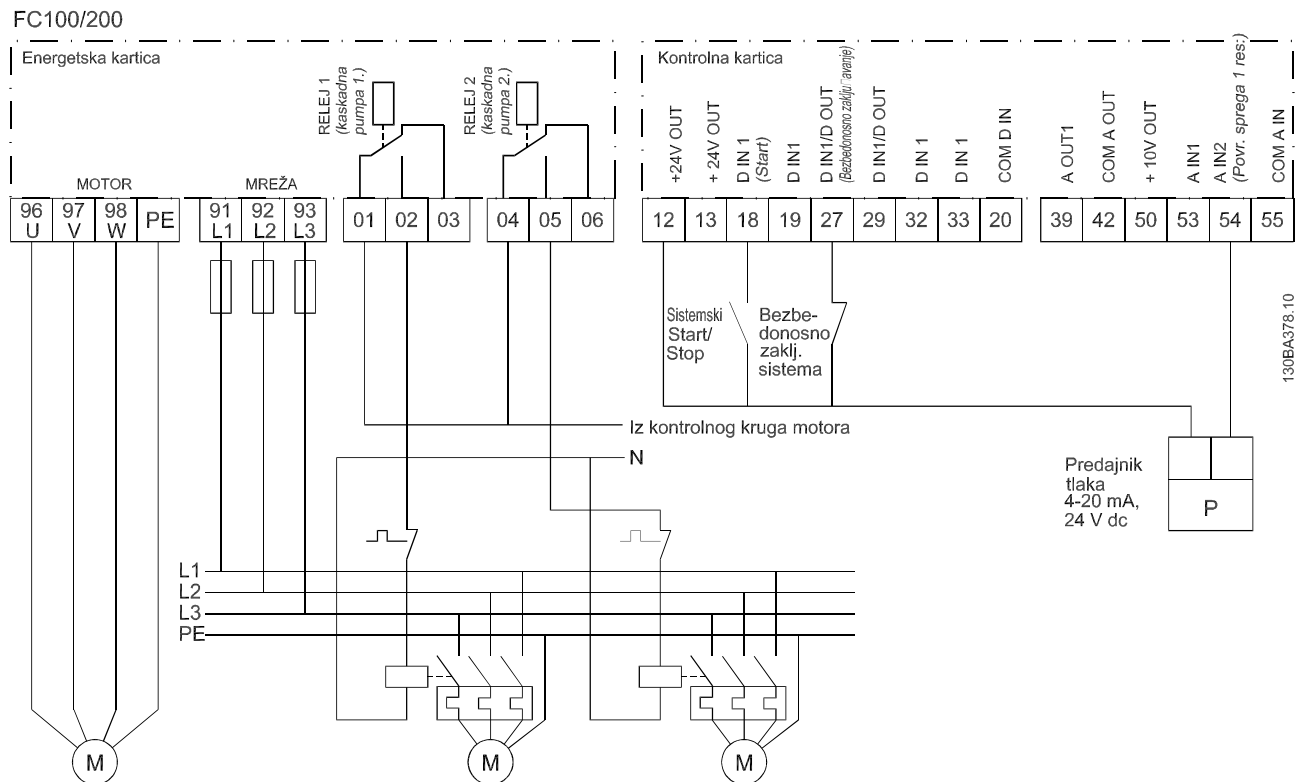 FC100/200
Energetska kartica
Kontrolna kartica
RELEJ 1
(kaskadna
pumpa 1.)
RELEJ 2
(kaskadna
pumpa 2.)
+24V OUT
+ 24V OUT
D IN 1
(Start)
D IN1
D IN1/D OUT
(Bezbedonosno zaključavanje)
D IN1/D OUT
D IN 1
D IN 1
COM D IN
A OUT1
COM A OUT
+ 10V OUT
A IN1
A IN2
(Povr. sprega 1 res:)
COM A IN
MOTOR
MREŽA
96 97 98 PE
U V W
91 92 93
L1 L2 L3
01 02 03
04 05 06
12 13 18 19 27 29 32 33 20
39 42 50 53 54 55
Sistemski
Start/
Stop
Bezbe-
donosno
zaklj.
sistema
130BA378.10
Iz kontrolnog kruga motora
N
Predajnik
tlaka
4-20 mA,
24 V dc
P
L1
L2
L3
PE
M
M
M